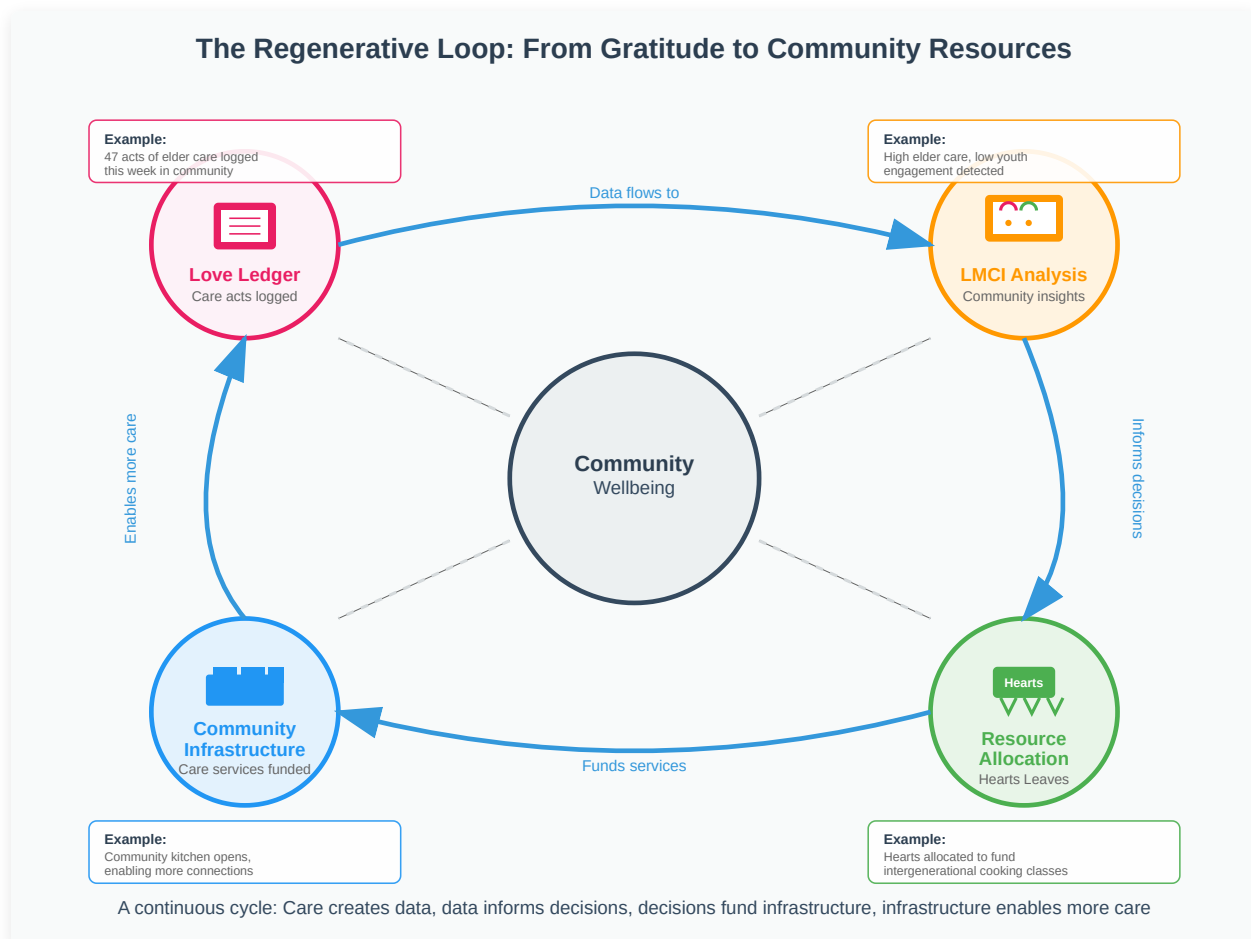 The Regenerative Loop: From Gratitude to Community Resources
Example:
47 acts of elder care logged
this week in community
Example:
High elder care, low youth
engagement detected
Data flows to
Love Ledger
Care acts logged
LMCI Analysis
Community insights
Enables more care
Community
Wellbeing
Informs decisions
Community
Infrastructure
Care services funded
Funds services
Hearts
Resource
Allocation
Hearts Leaves
Example:
Community kitchen opens,
enabling more connections
Example:
Hearts allocated to fund
intergenerational cooking classes
A continuous cycle: Care creates data, data informs decisions, decisions fund infrastructure, infrastructure enables more care